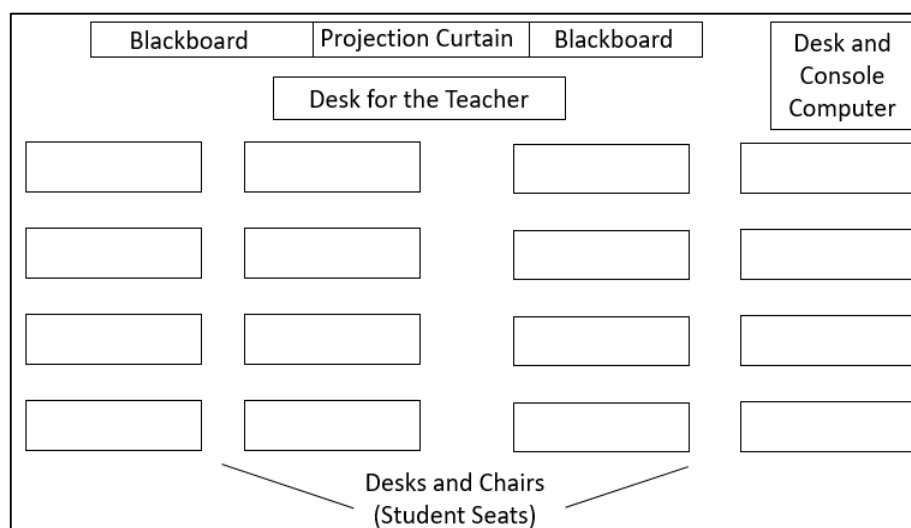 Blackboard
Projection Curtain
Blackboard
Desk and
Console
Computer
Desk for the Teacher
Desks and Chairs
(Student Seats)